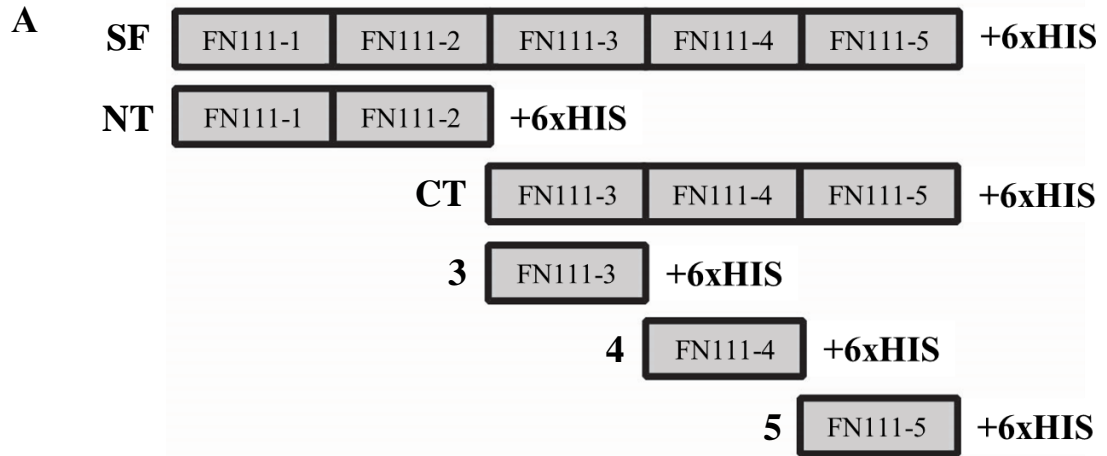 A
SF FN111-1 FN111-2 FN111-3 FN111-4 FN111-5 +6xHIS
NT FN111-1 FN111-2 +6xHIS
CT FN111-3 FN111-4 FN111-5 +6xHIS
3 FN111-3 +6xHIS
4 FN111-4 +6xHIS
5 FN111-5 +6xHIS